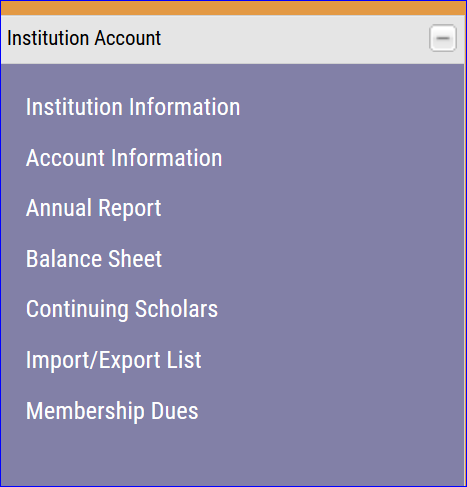 Institution Account
Institution Information
Account Information
Annual Report
Balance Sheet
Continuing Scholars
Import/Export List
Membership Dues